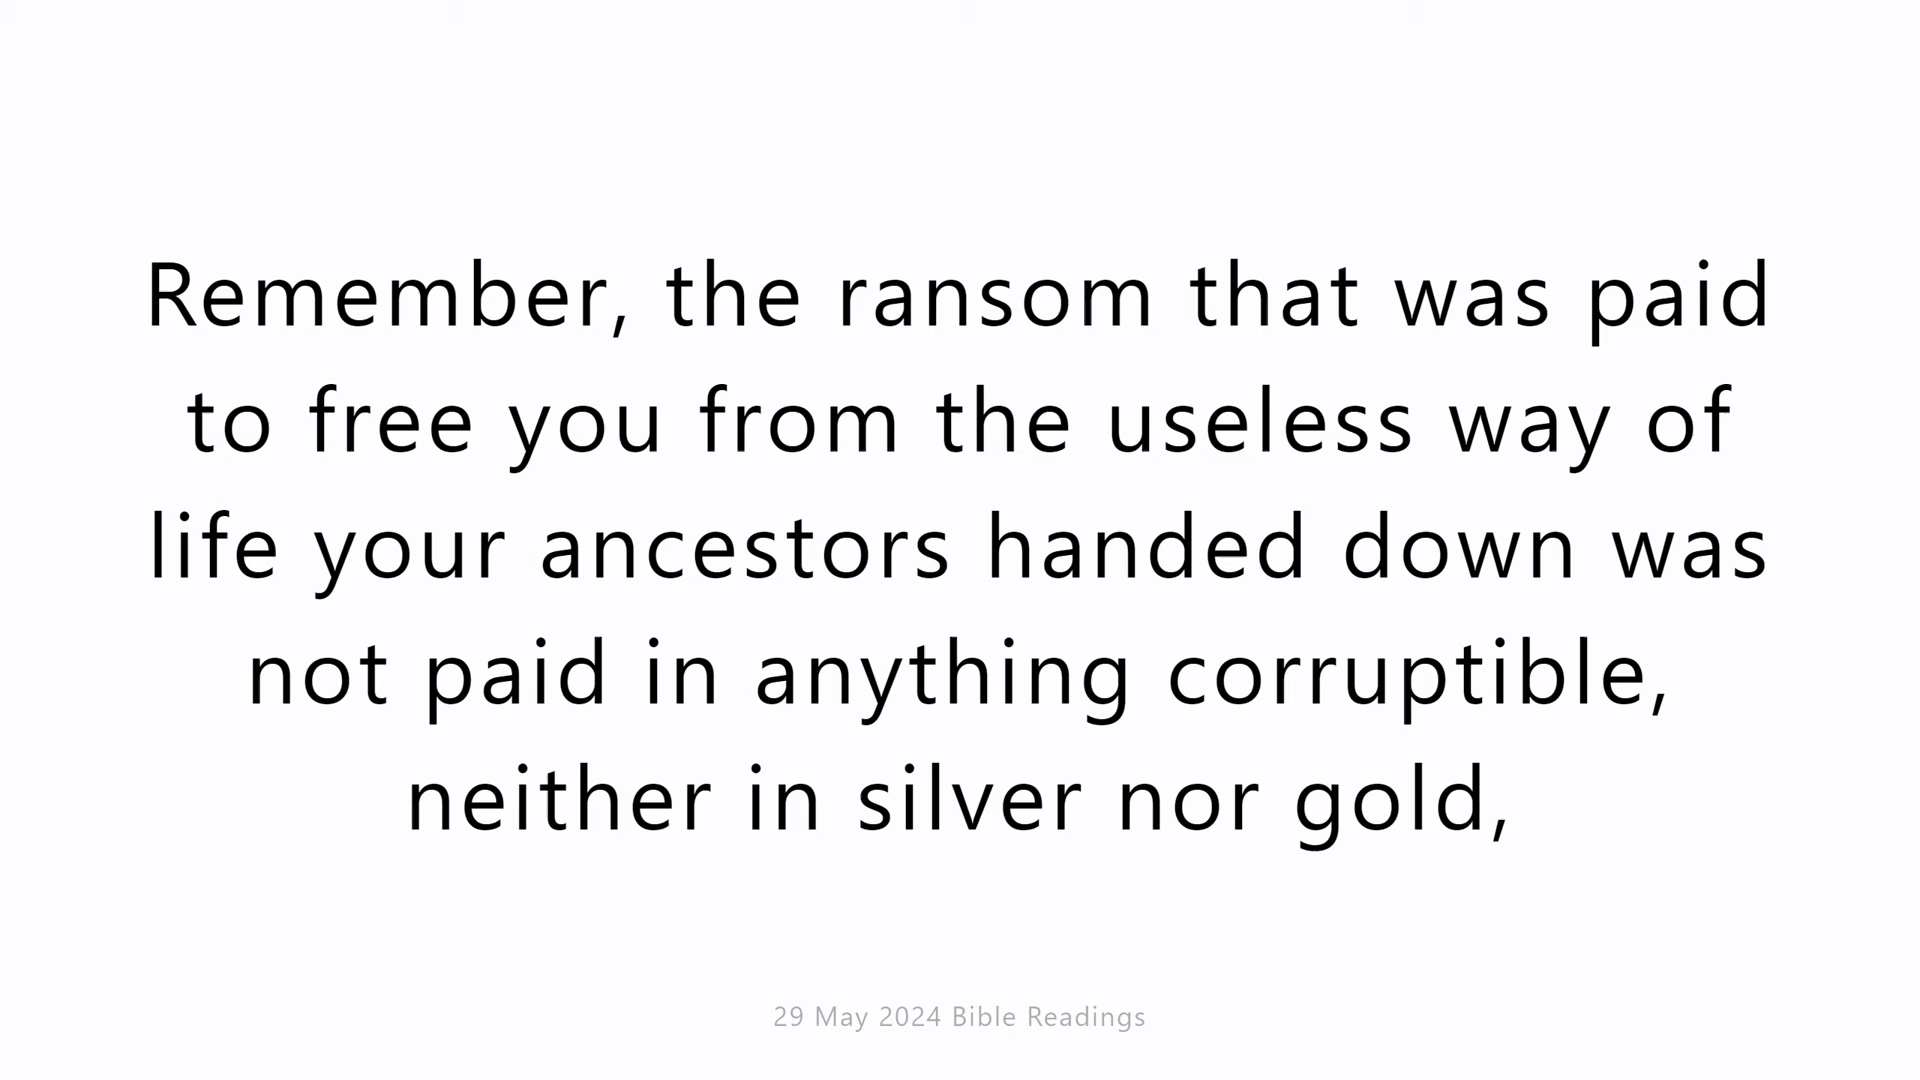 Remember, the ransom that was paid
to free you from the useless way of
life your ancestors handed down was
not paid in anything corruptible,
neither in silver nor gold,
29 May 2024 Bible Readings